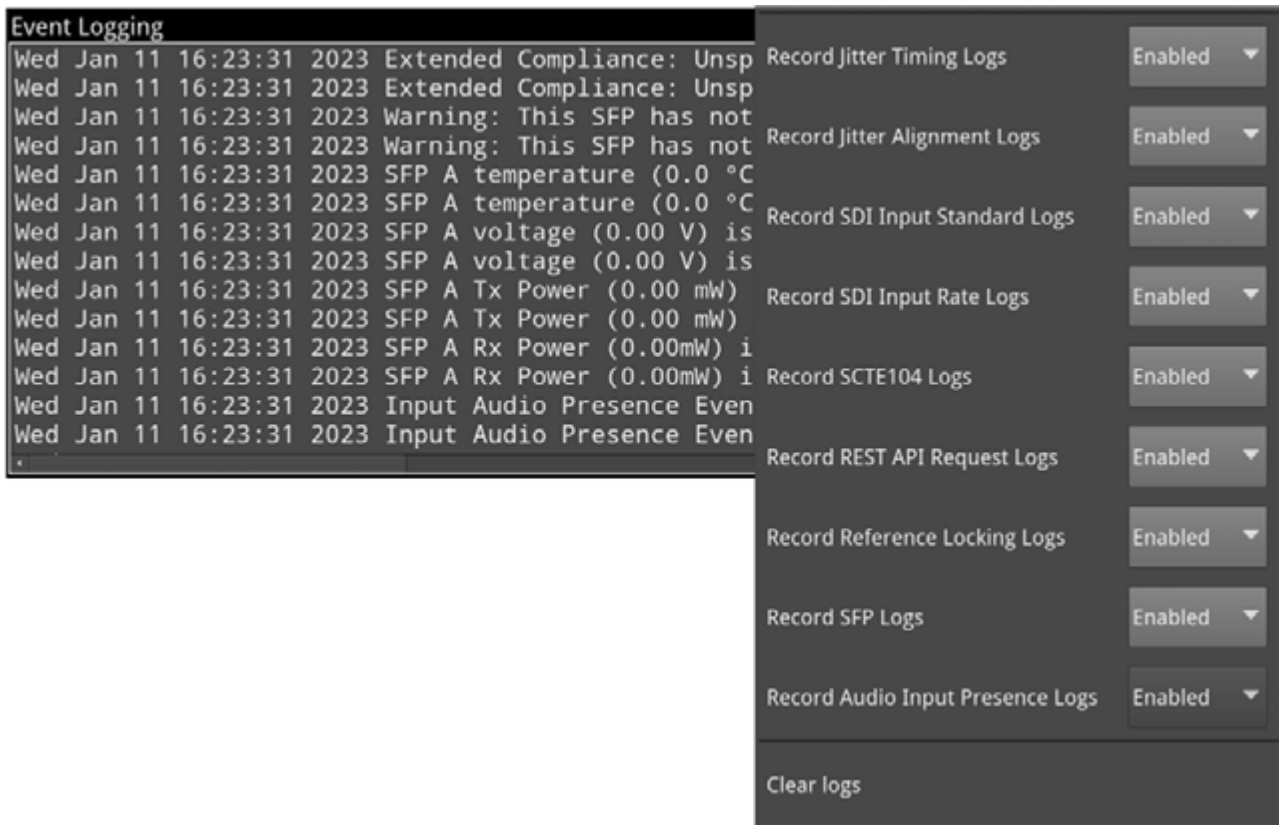 Event Logging
Wed Jan 11 16:23:31 2023 Extended Compliance: Unsp
Wed Jan 11 16:23:31 2023 Extended Compliance: Unsp
Wed Jan 11 16:23:31 2023 Warning: This SFP has not
Wed Jan 11 16:23:31 2023 Warning: This SFP has not
Wed Jan 11 16:23:31 2023 SFP A temperature (0.0 °C
Wed Jan 11 16:23:31 2023 SFP A temperature (0.0 °C
Wed Jan 11 16:23:31 2023 SFP A voltage (0.00 V) is
Wed Jan 11 16:23:31 2023 SFP A voltage (0.00 V) is
Wed Jan 11 16:23:31 2023 SFP A Tx Power (0.00 mW)
Wed Jan 11 16:23:31 2023 SFP A Tx Power (0.00 mW)
Wed Jan 11 16:23:31 2023 SFP A Rx Power (0.00mW) i
Wed Jan 11 16:23:31 2023 SFP A Rx Power (0.00mW) i
Wed Jan 11 16:23:31 2023 Input Audio Presence Even
Wed Jan 11 16:23:31 2023 Input Audio Presence Even
Record Jitter Timing Logs Enabled
Record Jitter Alignment Logs Enabled
Record SDI Input Standard Logs Enabled
Record SDI Input Rate Logs Enabled
Record SCTE104 Logs Enabled
Record REST API Request Logs Enabled
Record Reference Locking Logs Enabled
Record SFP Logs Enabled
Record Audio Input Presence Logs Enabled
Clear logs